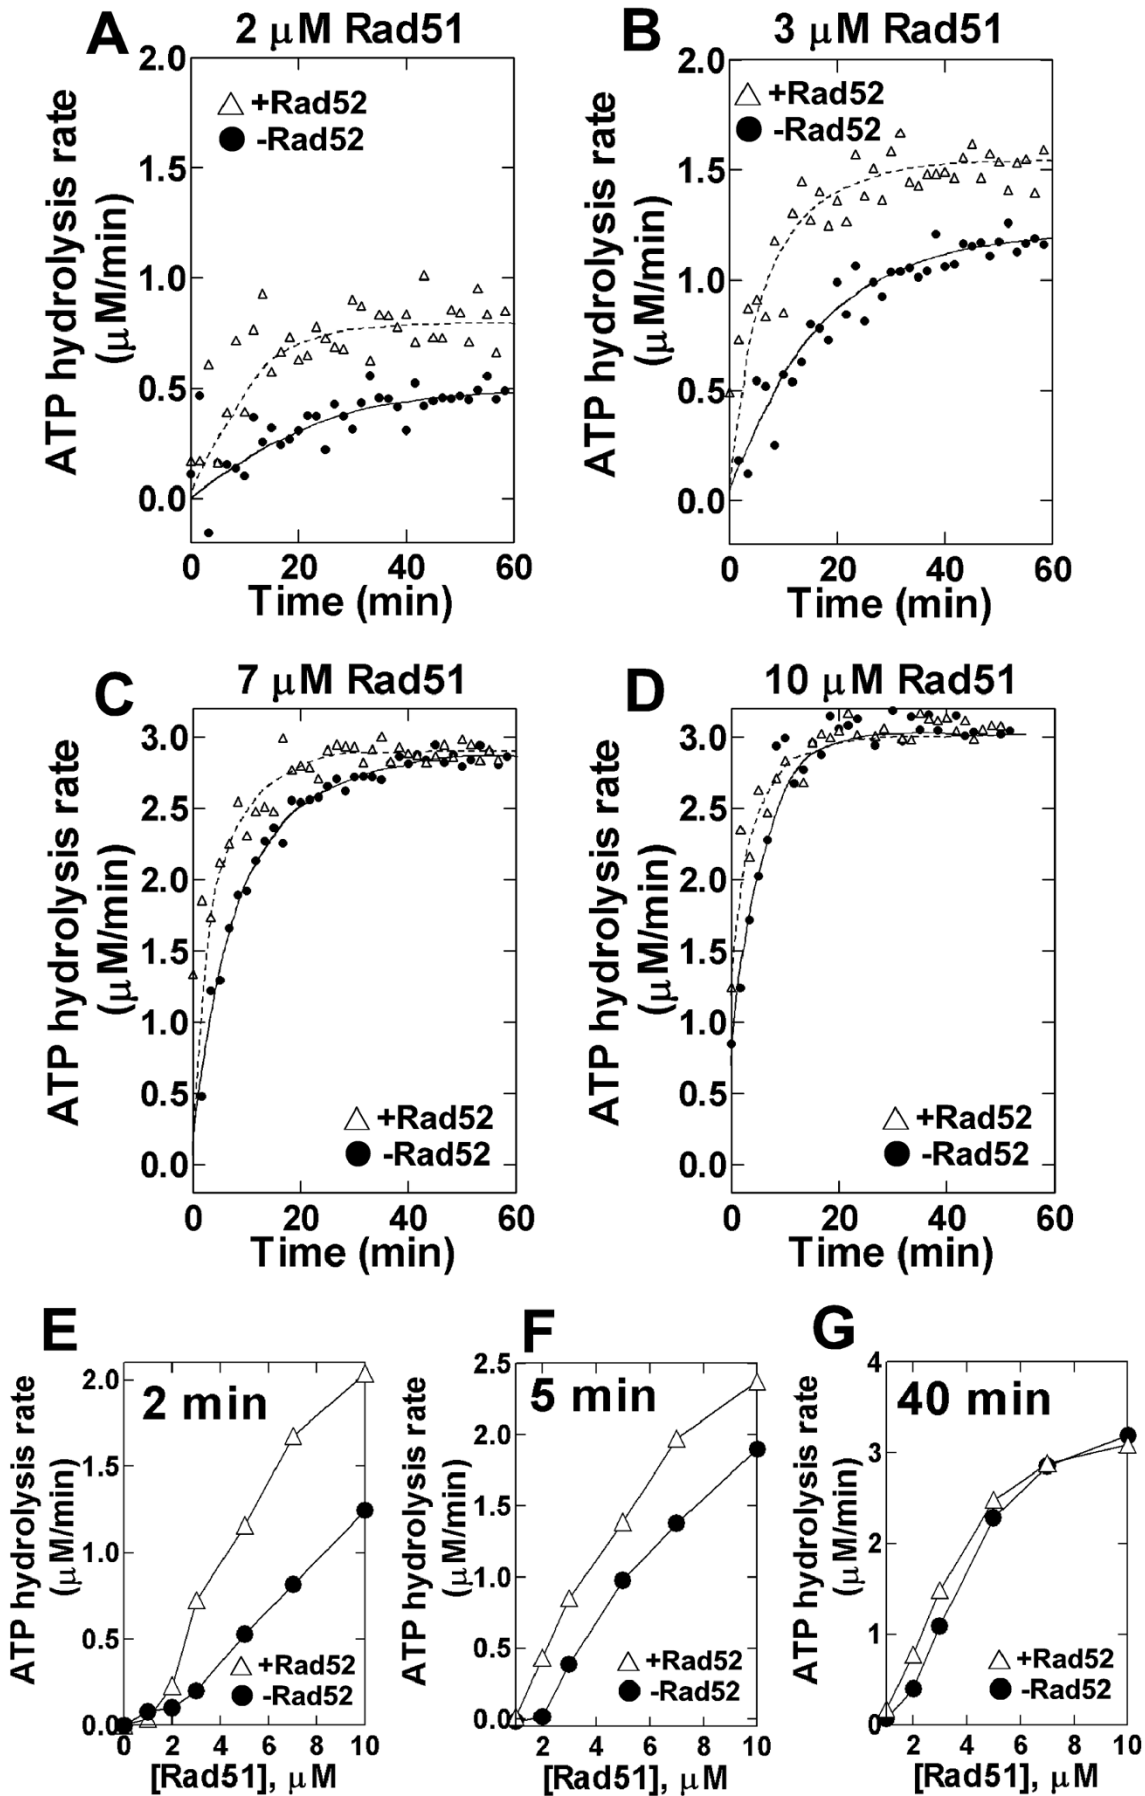 A
2 μM Rad51
ATP hydrolysis rate
(μM/min)
2.0
1.5
1.0
0.5
0.0
+Rad52
-Rad52
0 20 40 60
Time (min)
B
3 μM Rad51
ATP hydrolysis rate
(μM/min)
2.0
1.5
1.0
0.5
0.0
+Rad52
-Rad52
0 20 40 60
Time (min)
C
7 μM Rad51
ATP hydrolysis rate
(μM/min)
3.0
2.5
2.0
1.5
1.0
0.5
0.0
+Rad52
-Rad52
0 20 40 60
Time (min)
D
10 μM Rad51
ATP hydrolysis rate
(μM/min)
3.0
2.5
2.0
1.5
1.0
0.5
0.0
+Rad52
-Rad52
0 20 40 60
Time (min)
E
2 min
ATP hydrolysis rate
(μM/min)
2.0
1.5
1.0
0.5
0.0
+Rad52
-Rad52
0 2 4 6 8 10
[Rad51], μM
F
5 min
ATP hydrolysis rate
(μM/min)
2.5
2.0
1.5
1.0
0.5
0.0
+Rad52
-Rad52
2 4 6 8 10
[Rad51], μM
G
40 min
ATP hydrolysis rate
(μM/min)
4
3
2
1
0
+Rad52
-Rad52
2 4 6 8 10
[Rad51], μM